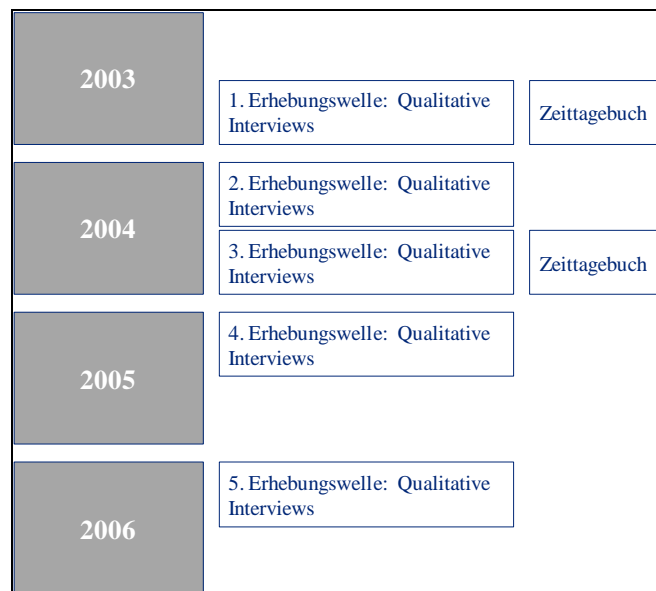 2003
1. Erhebungswelle: Qualitative
Interviews
Zeittagebuch
2004
2. Erhebungswelle: Qualitative
Interviews
3. Erhebungswelle: Qualitative
Interviews
Zeittagebuch
2005
4. Erhebungswelle: Qualitative
Interviews
2006
5. Erhebungswelle: Qualitative
Interviews